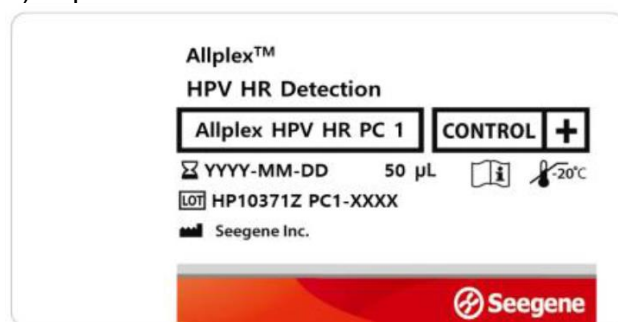 Allplex™
HPV HR Detection
Allplex HPV HR PC 1 CONTROL +
YYYY-MM-DD 50 μL -20°C
LOT HP10371Z PC1-XXXX
Seegene Inc.
Seegene